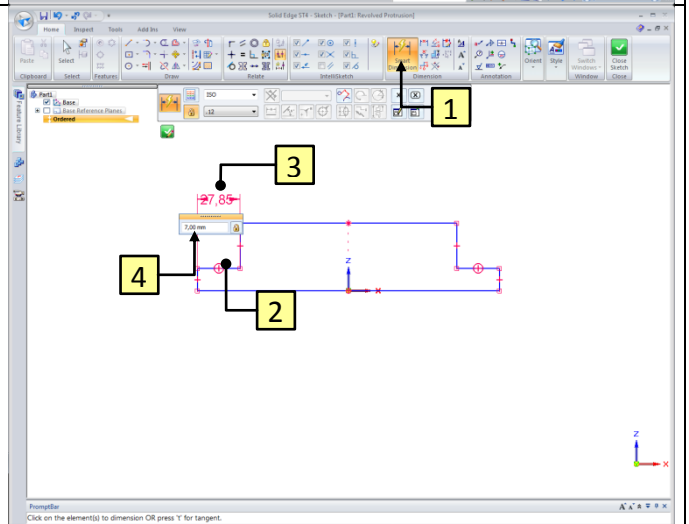 Solid Edge ST4 - Sketch - [Part1: Revolved Protrusion]
Home Inspect Tools Add Ins View
Paste Select Smart Dimension Orient Style Switch Windows Close Sketch
Clipboard Select Features Draw Relate IntelliSketch Dimension Annotation Window Close
Part1
Base
Base Reference Planes
Ordered
Feature Library
ISO
-12
1
3
27,85
7,00 mm
4
2
Z
X
Z
X
PromptBar
Click on the element(s) to dimension OR press 't' for tangent.